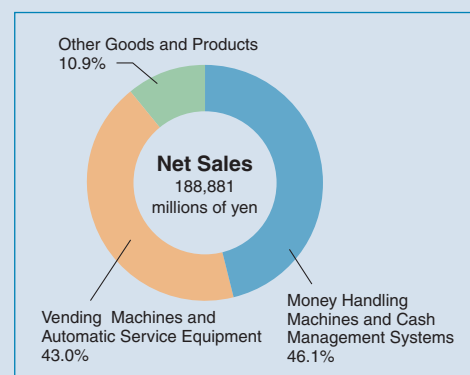 Other Goods and Products
10.9%
Net Sales
188,881
millions of yen
Vending Machines and
Automatic Service Equipment
43.0%
Money Handling
Machines and Cash
Management Systems
46.1%